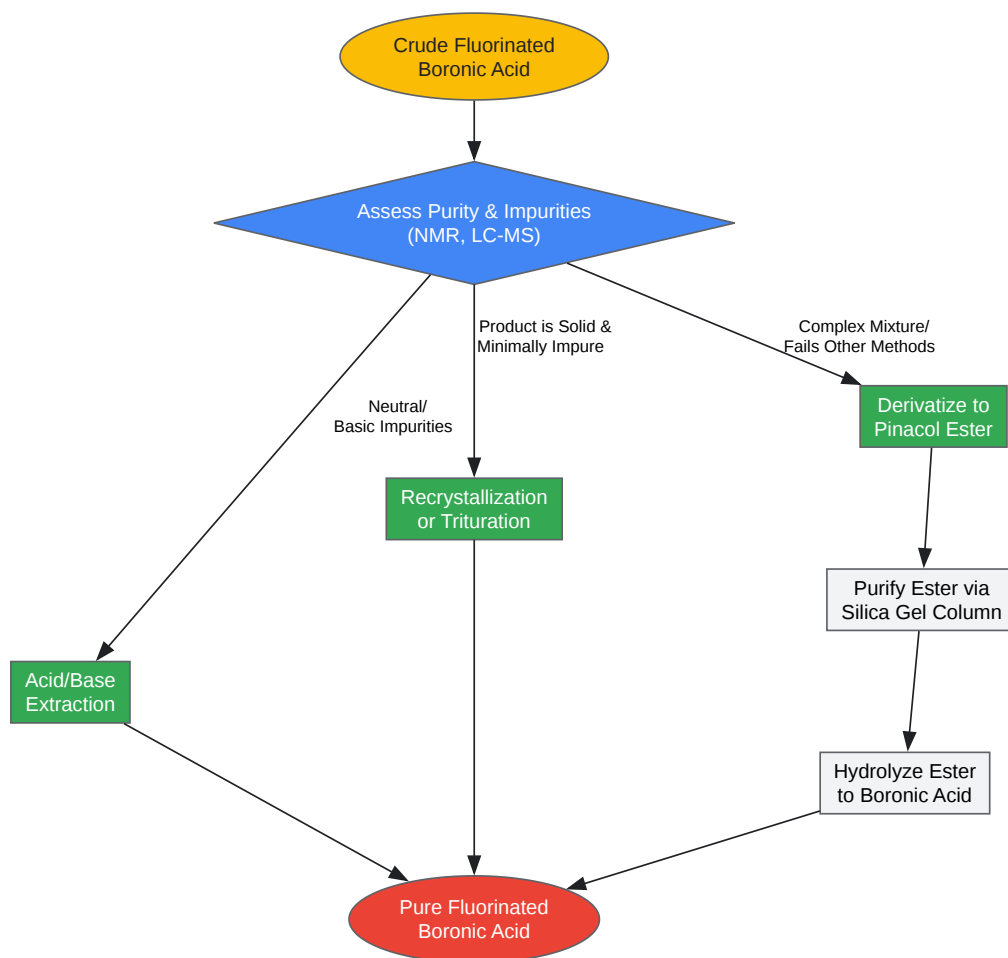 Crude Fluorinated
Boronic Acid
Assess Purity & Impurities
(NMR, LC-MS)
Product is Solid &
Minimally Impure
Complex Mixture/
Fails Other Methods
Neutral/
Basic Impurities
Derivatize to
Pinacol Ester
Recrystallization
or Trituration
Purify Ester via
Silica Gel Column
Acid/Base
Extraction
Hydrolyze Ester
to Boronic Acid
Pure Fluorinated
Boronic Acid